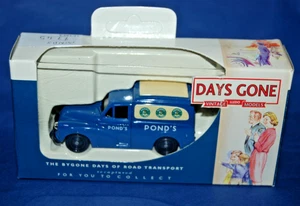 DAYS GONE
VINTAGE MODELS
POND'S
POND'S
THE BYGONE DAYS OF ROAD TRANSPORT
FOR YOU TO COLLECT